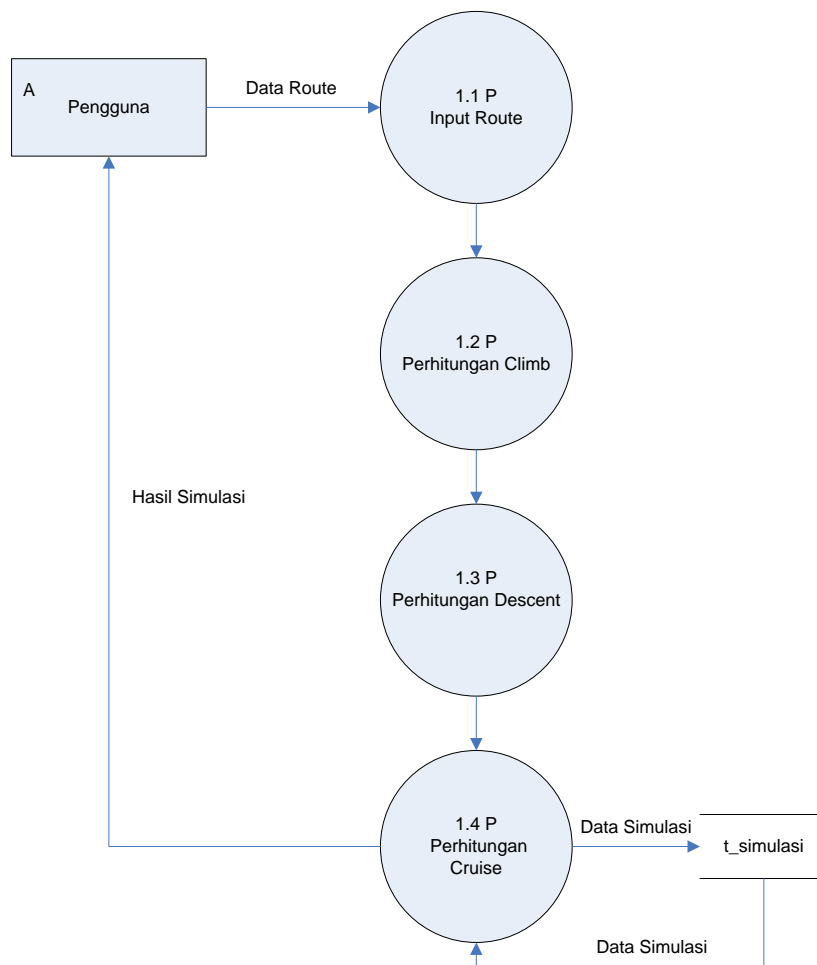 A
Pengguna
Data Route
1.1 P
Input Route
1.2 P
Perhitungan Climb
Hasil Simulasi
1.3 P
Perhitungan Descent
1.4 P
Perhitungan
Cruise
Data Simulasi
t_simulasi
Data Simulasi